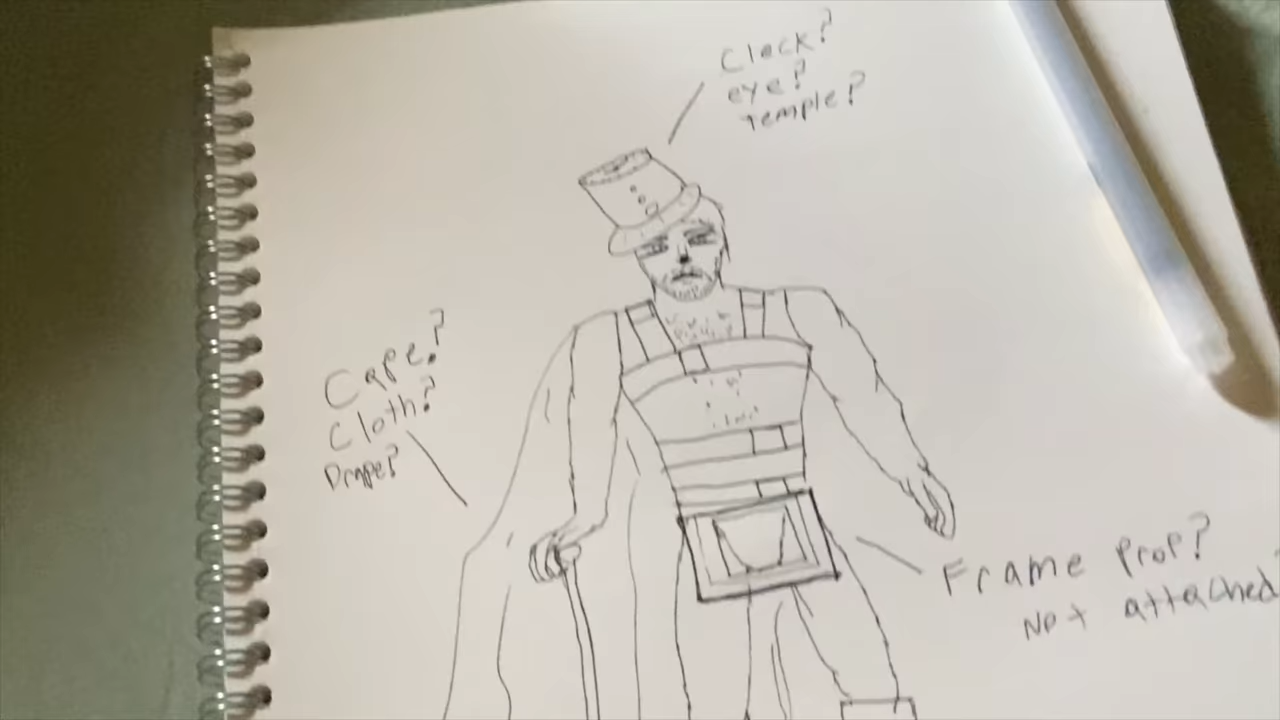 Clock?
eye?
temple?
Cape?
Cloth?
Drape?
Frame Prop?
Not attached